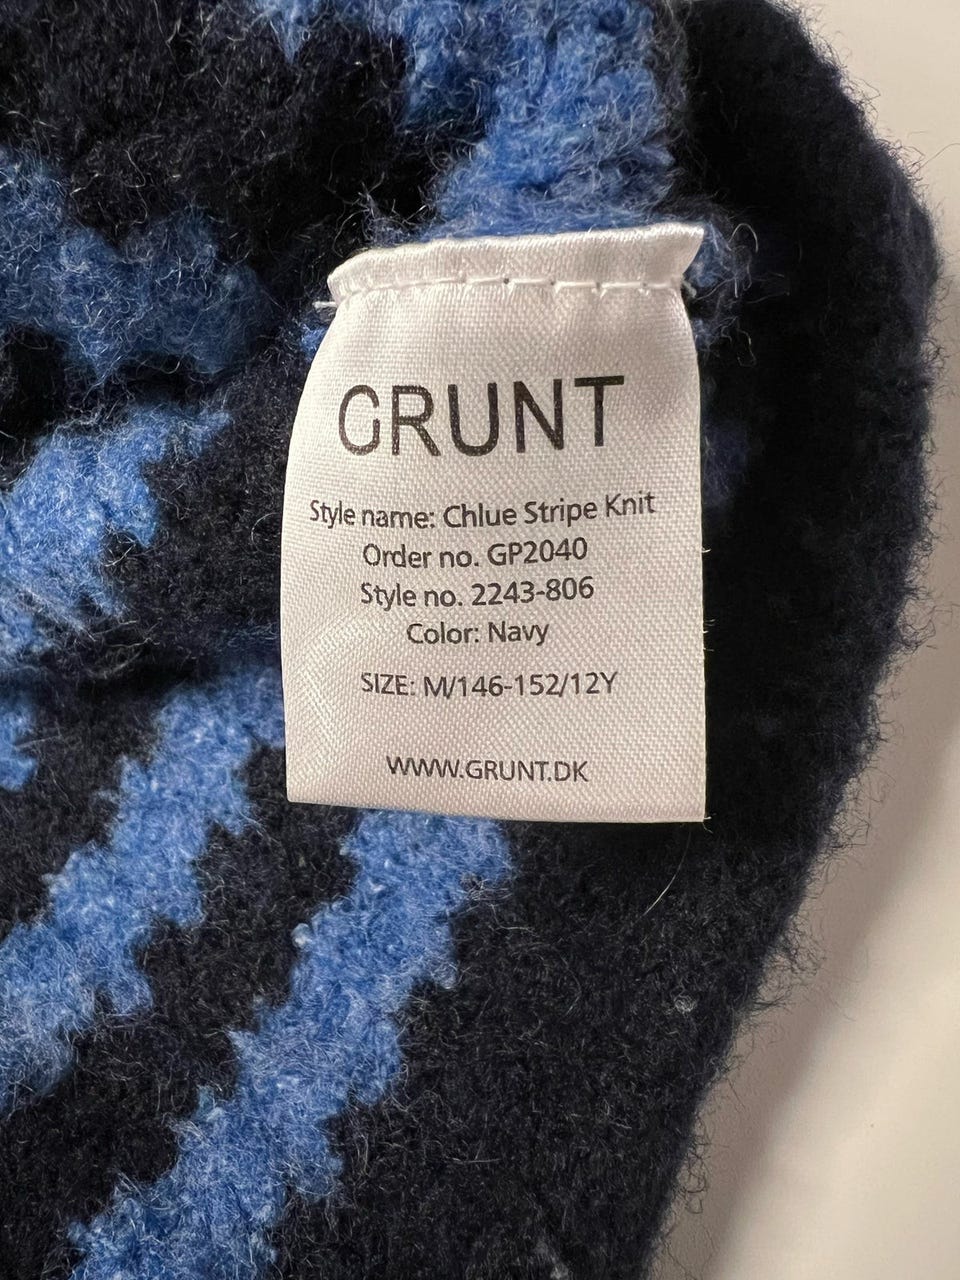 GRUNT
Style name: Chlue Stripe Knit
Order no. GP2040
Style no. 2243-806
Color: Navy
SIZE: M/146-152/12Y
WWW.GRUNT.DK